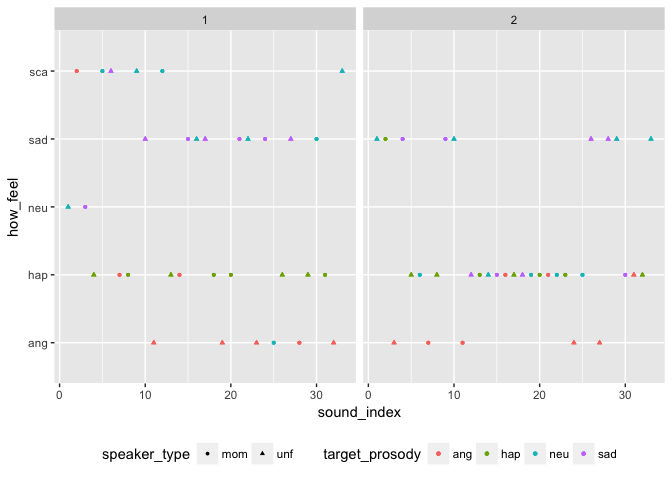 1 2
sca
sad
neu
hap
ang
how_feel
0 10 20 30 0 10 20 30
sound_index
speaker_type mom unf target_prosody ang hap neu sad